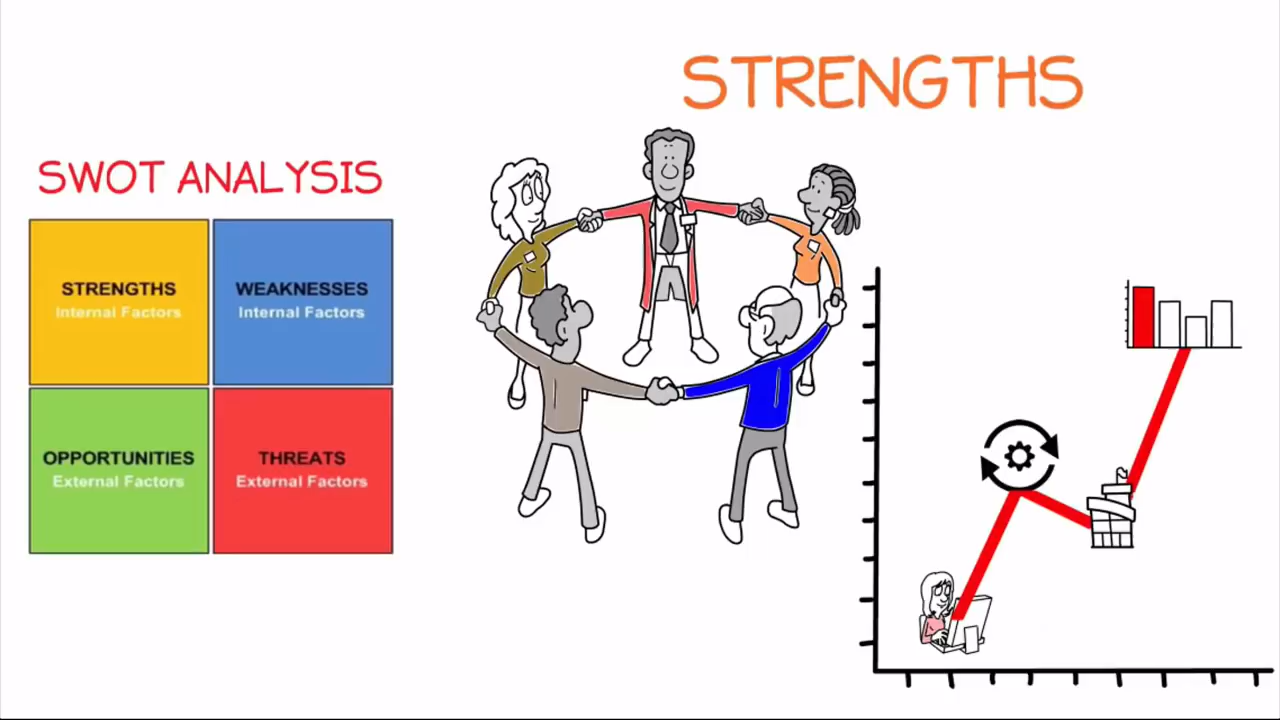 STRENGTHS
SWOT ANALYSIS
STRENGTHS
Internal Factors
WEAKNESSES
Internal Factors
OPPORTUNITIES
External Factors
THREATS
External Factors